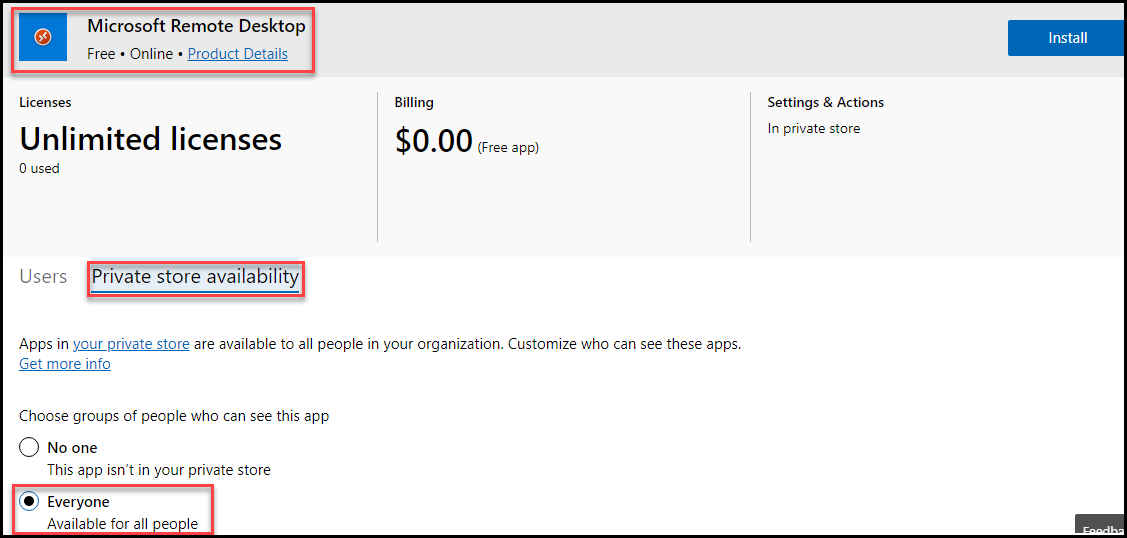 Microsoft Remote Desktop
Free • Online • Product Details
Install
Licenses
Unlimited licenses
0 used
Billing
$0.00 (Free app)
Settings & Actions
In private store
Users
Private store availability
Apps in your private store are available to all people in your organization. Customize who can see these apps.
Get more info
Choose groups of people who can see this app
No one
This app isn't in your private store
Everyone
Available for all people